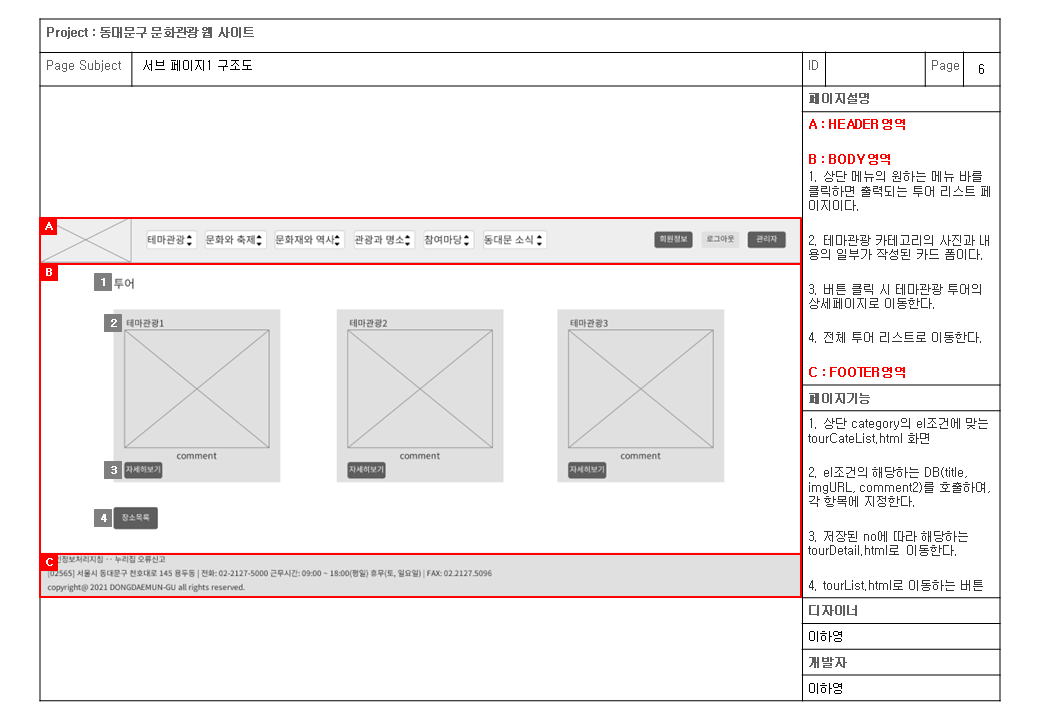 Project : 동대문구 문화관광 웹 사이트
Page Subject
서브 페이지1 구조도
ID
Page
6
A
테마관광
문화와 축제
문화재와 역사
관광과 명소
참여마당
동대문 소식
회원정보
로그아웃
관리자
B
1 투어
2 테마관광1
테마관광2
테마관광3
comment
comment
comment
3 자세히보기
자세히보기
자세히보기
4 장소목록
C
인정보처리지침 · · 누리집 오류신고
[02565] 서울시 동대문구 천호대로 145 용두동 | 전화: 02-2127-5000 근무시간: 09:00 ~ 18:00(평일) 휴무(토, 일요일) | FAX: 02.2127.5096
copyright@ 2021 DONGDAEMUN-GU all rights reserved.
페이지설명
A : HEADER 영역
B : BODY 영역
1. 상단 메뉴의 원하는 메뉴 바를
클릭하면 출력되는 투어 리스트 페
이지이다.
2. 테마관광 카테고리의 사진과 내
용의 일부가 작성된 카드 폼이다.
3. 버튼 클릭 시 테마관광 투어의
상세페이지로 이동한다.
4. 전체 투어 리스트로 이동한다.
C : FOOTER 영역
페이지기능
1. 상단 category의 el조건에 맞는
tourCateList.html 화면
2. el조건의 해당하는 DB(title,
imgURL, comment2)를 호출하여,
각 항목에 지정한다.
3. 저장된 no에 따라 해당하는
tourDetail.html로 이동한다.
4. tourList.html로 이동하는 버튼
디자이너
이하영
개발자
이하영